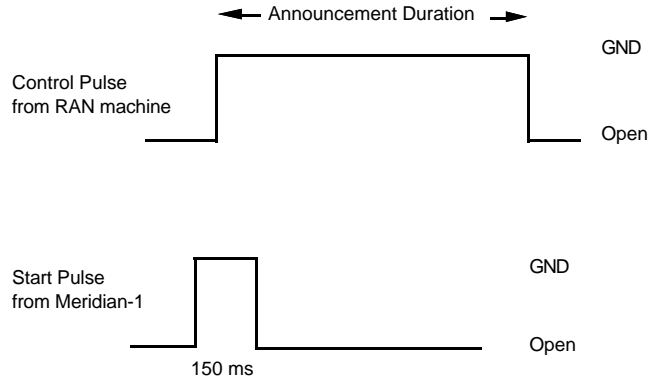 Announcement Duration
GND
Control Pulse
from RAN machine
Open
Start Pulse
from Meridian-1
GND
Open
150 ms